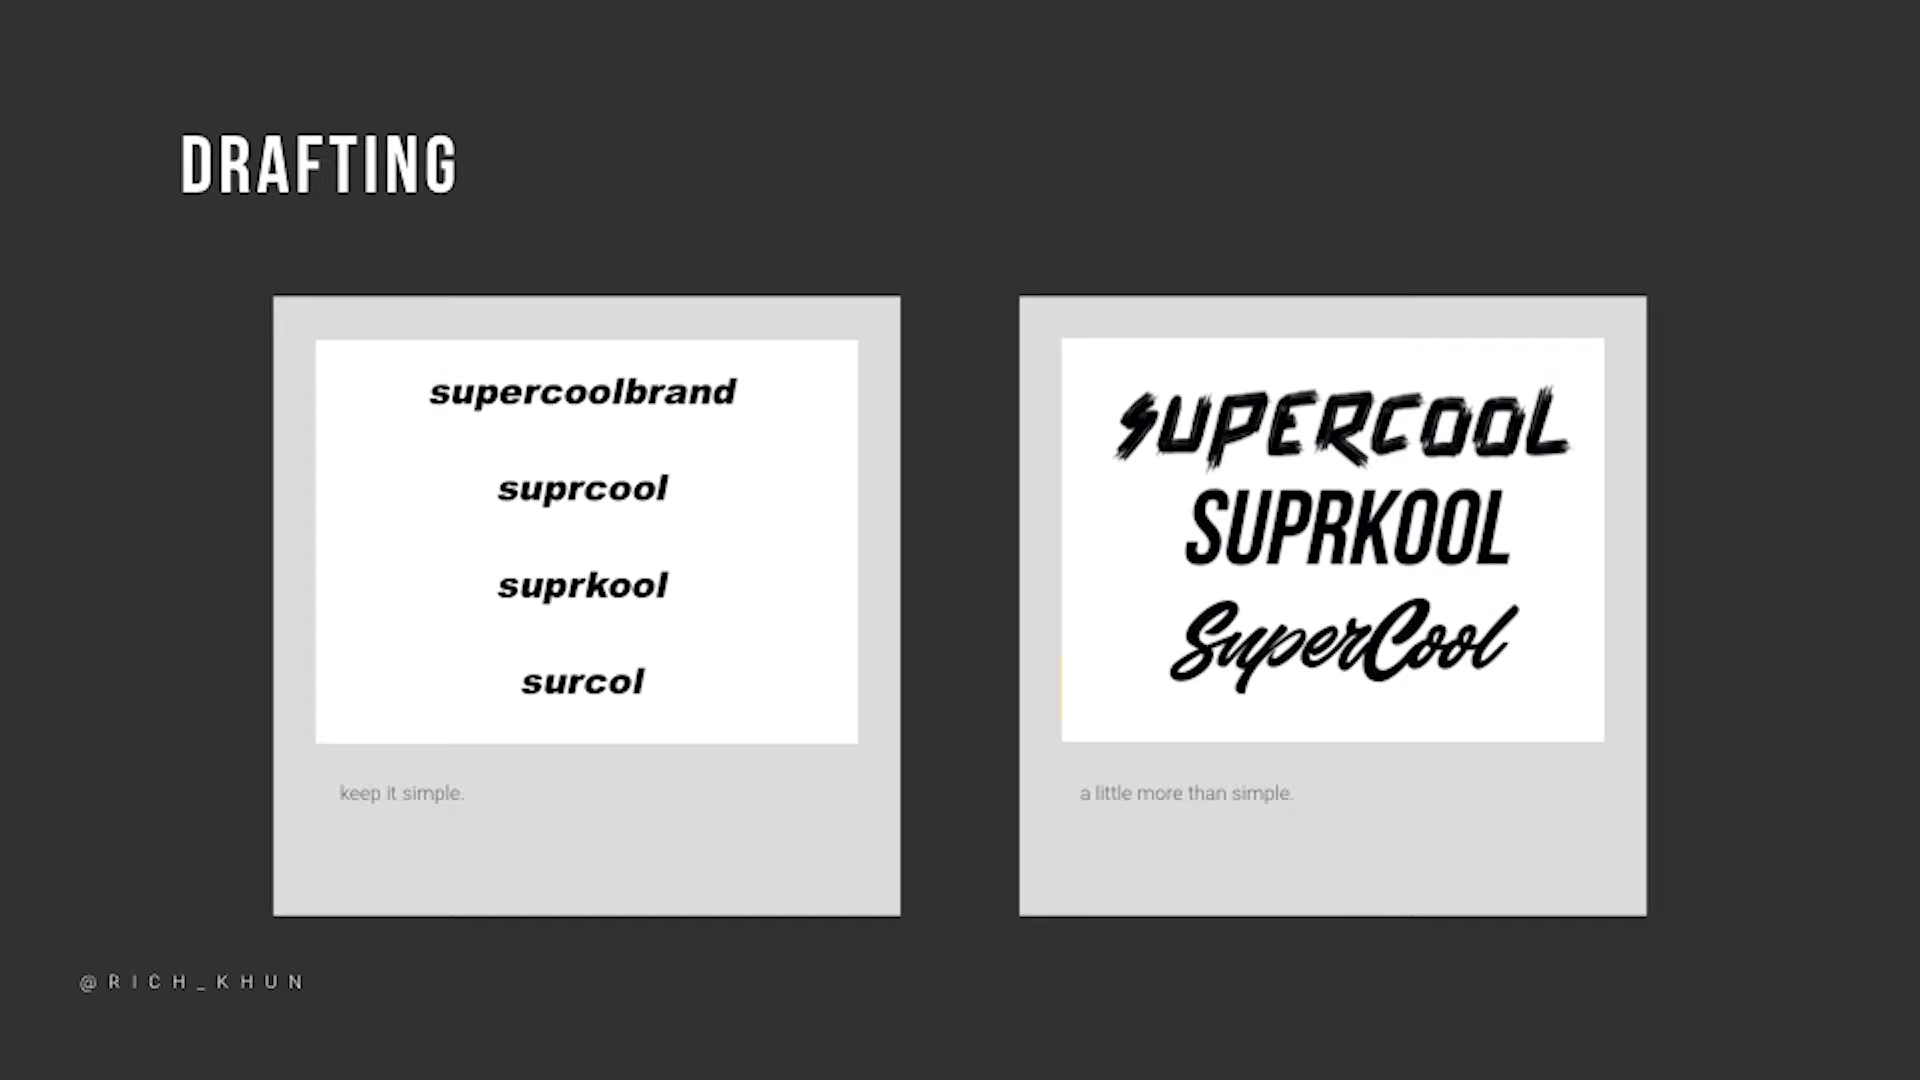 DRAFTING
supercoolbrand
suprcool
suprkool
surcol
keep it simple.
SUPERCOOL
SUPRKOOL
SuperCool
a little more than simple.
@RICH_KHUN